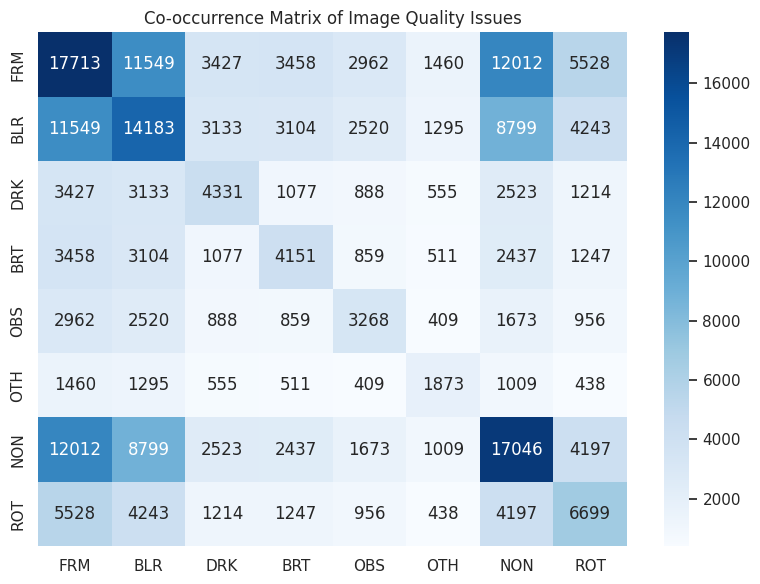 Co-occurrence Matrix of Image Quality Issues
FRM 17713 11549 3427 3458 2962 1460 12012 5528
BLR 11549 14183 3133 3104 2520 1295 8799 4243
DRK 3427 3133 4331 1077 888 555 2523 1214
BRT 3458 3104 1077 4151 859 511 2437 1247
OBS 2962 2520 888 859 3268 409 1673 956
OTH 1460 1295 555 511 409 1873 1009 438
NON 12012 8799 2523 2437 1673 1009 17046 4197
ROT 5528 4243 1214 1247 956 438 4197 6699
FRM BLR DRK BRT OBS OTH NON ROT
16000
14000
12000
10000
8000
6000
4000
2000